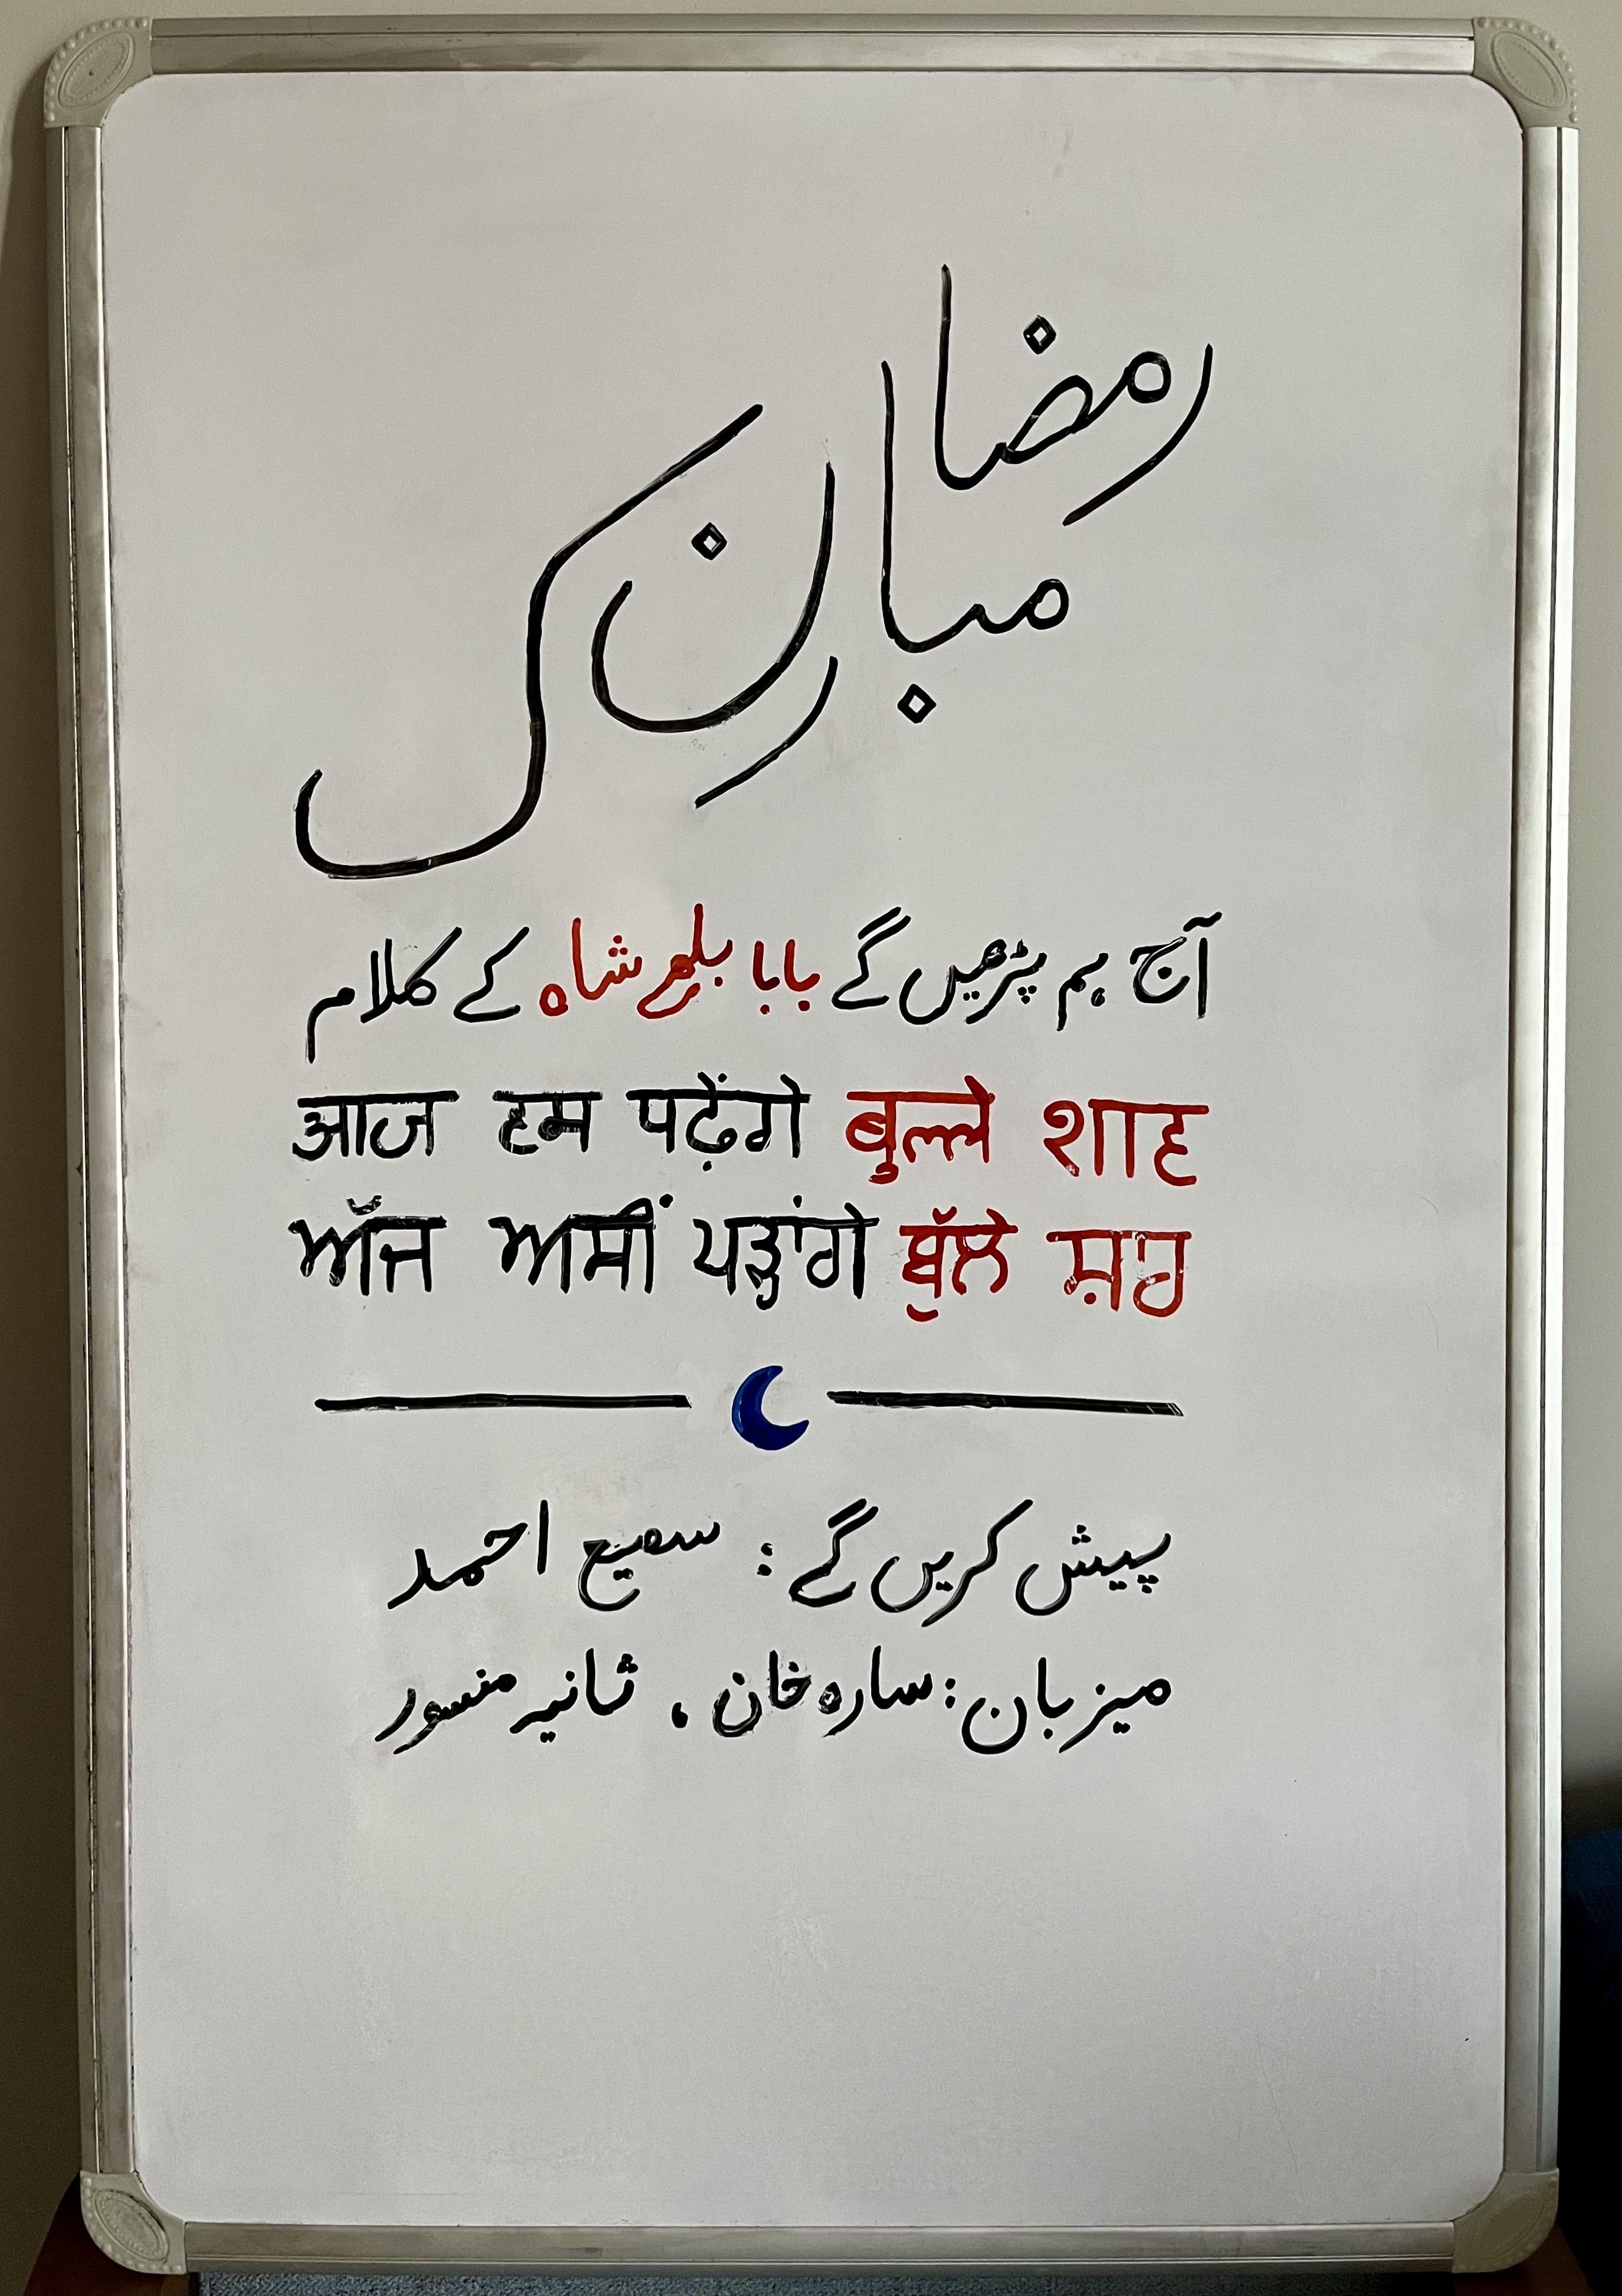 رمضان
مبارک
آج ہم پڑھیں گے بابا بلھے شاہ کے کلام
आज हम पढ़ेंगे बुल्ले शाह
ਅੱਜ ਅਸੀਂ ਪੜ੍ਹਾਂਗੇ ਬੁੱਲੇ ਸ਼ਾਹ
پیش کریں گے: سمیع احمد
میزبان: سارہ خان، ثانیہ منسور